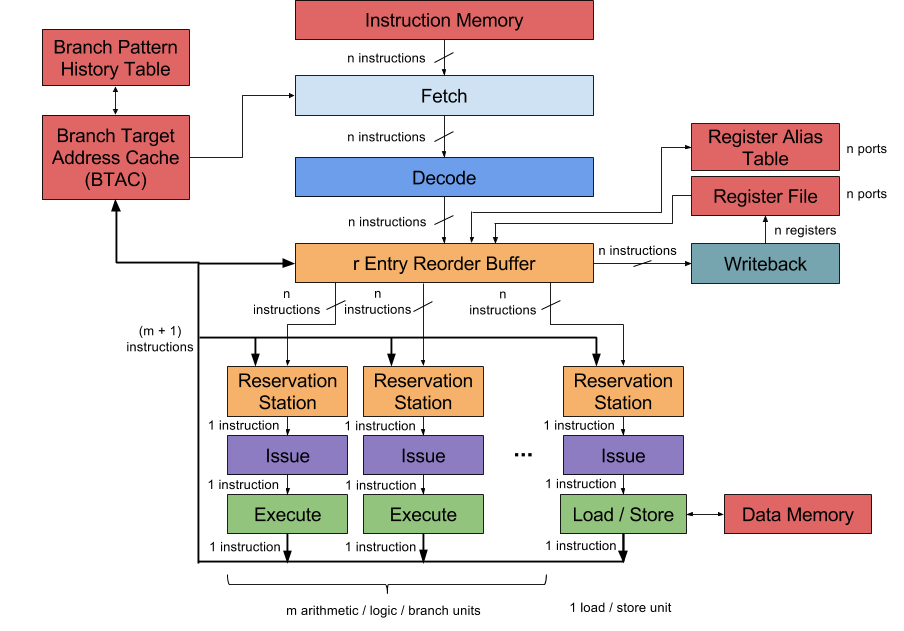 Instruction Memory
n instructions
Branch Pattern
History Table
Fetch
n instructions
Branch Target
Address Cache
(BTAC)
Decode
Register Alias
Table
n ports
Register File
n ports
n instructions
n registers
r Entry Reorder Buffer
n instructions
Writeback
n
instructions
n
instructions
n
instructions
(m + 1)
instructions
Reservation
Station
Reservation
Station
Reservation
Station
1 instruction
1 instruction
1 instruction
Issue
Issue
...
Issue
1 instruction
1 instruction
1 instruction
Execute
Execute
Load / Store
Data Memory
1 instruction
1 instruction
1 instruction
m arithmetic / logic / branch units
1 load / store unit